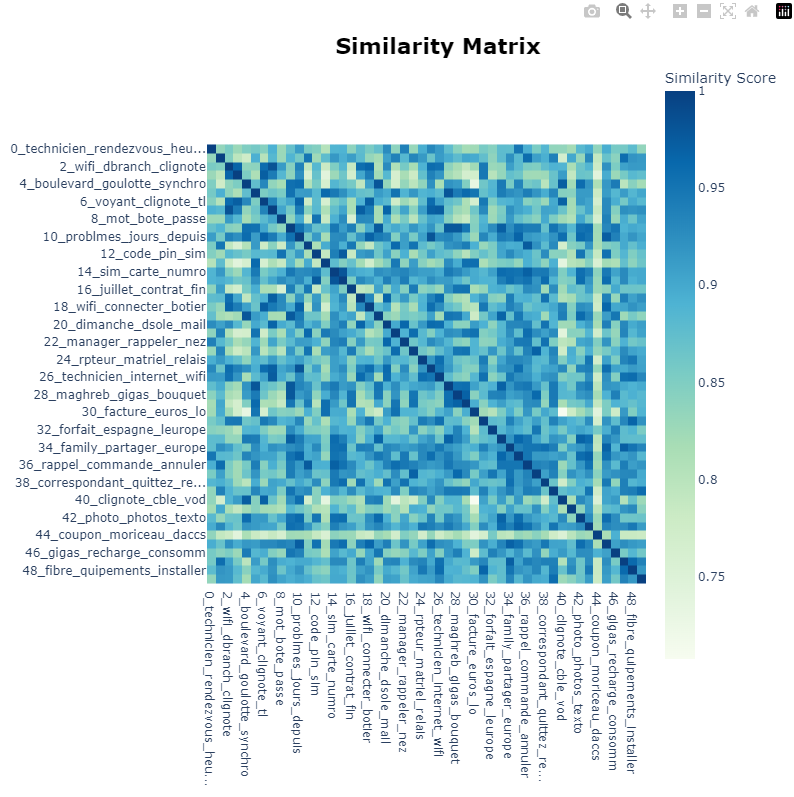 Similarity Matrix
Similarity Score
1
0.95
0.9
0.85
0.8
0.75
0_technicien_rendezvous_heu...
2_wifi_dbranch_clignote
4_boulevard_goulotte_synchro
6_voyant_clignote_tl
8_mot_bote_passe
10_problmes_jours_depuis
12_code_pin_sim
14_sim_carte_numro
16_juillet_contrat_fin
18_wifi_connecter_botier
20_dimanche_dsole_mail
22_manager_rappeler_nez
24_rpteur_matriel_relais
26_technicien_internet_wifi
28_maghreb_gigas_bouquet
30_facture_euros_lo
32_forfait_espagne_leurope
34_family_partager_europe
36_rappel_commande_annuler
38_correspondant_quittez_re...
40_clignote_cble_vod
42_photo_photos_texto
44_coupon_moriceau_daccs
46_gigas_recharge_consomm
48_fibre_quipements_installer
0_technicien_rendezvous_heu...
2_wifi_dbranch_clignote
4_boulevard_goulotte_synchro
6_voyant_clignote_tl
8_mot_bote_passe
10_problmes_jours_depuis
12_code_pin_sim
14_sim_carte_numro
16_juillet_contrat_fin
18_wifi_connecter_botier
20_dimanche_dsole_mail
22_manager_rappeler_nez
24_rpteur_matriel_relais
26_technicien_internet_wifi
28_maghreb_gigas_bouquet
30_facture_euros_lo
32_forfait_espagne_leurope
34_family_partager_europe
36_rappel_commande_annuler
38_correspondant_quittez_re...
40_clignote_cble_vod
42_photo_photos_texto
44_coupon_moriceau_daccs
46_gigas_recharge_consomm
48_fibre_quipements_installer